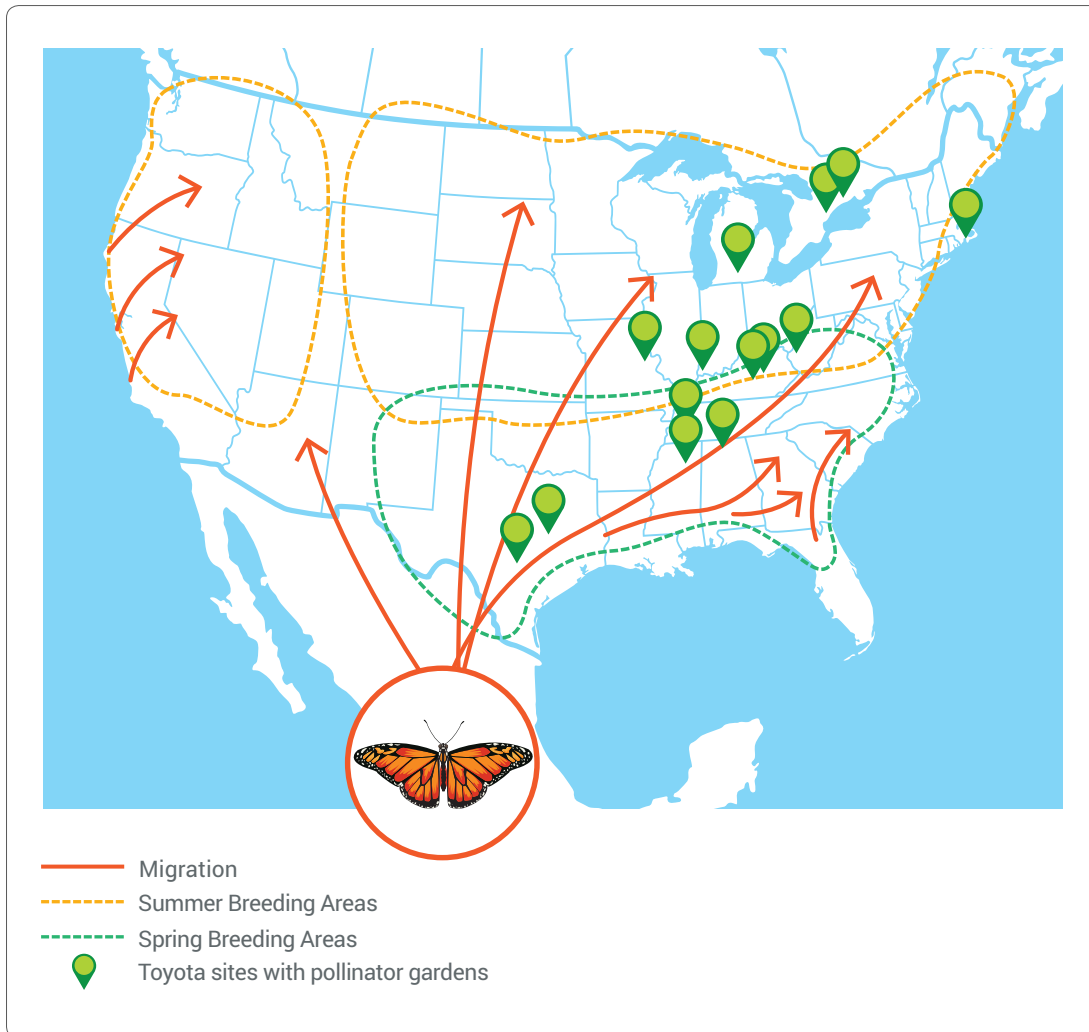 Migration
Summer Breeding Areas
Spring Breeding Areas
Toyota sites with pollinator gardens